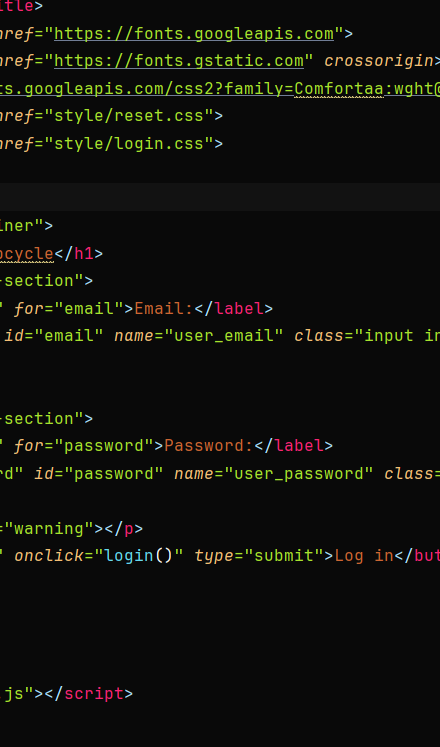 itle>
href="https://fonts.googleapis.com">
href="https://fonts.gstatic.com" crossorigin>
ts.googleapis.com/css2?family=Comfortaa:wght@
href="style/reset.css">
href="style/login.css">
iner">
ocycle</h1>
-section">
" for="email">Email:</label>
id="email" name="user_email" class="input in
-section">
" for="password">Password:</label>
rd" id="password" name="user_password" class=
="warning"></p>
" onclick="login()" type="submit">Log in</but
js"></script>